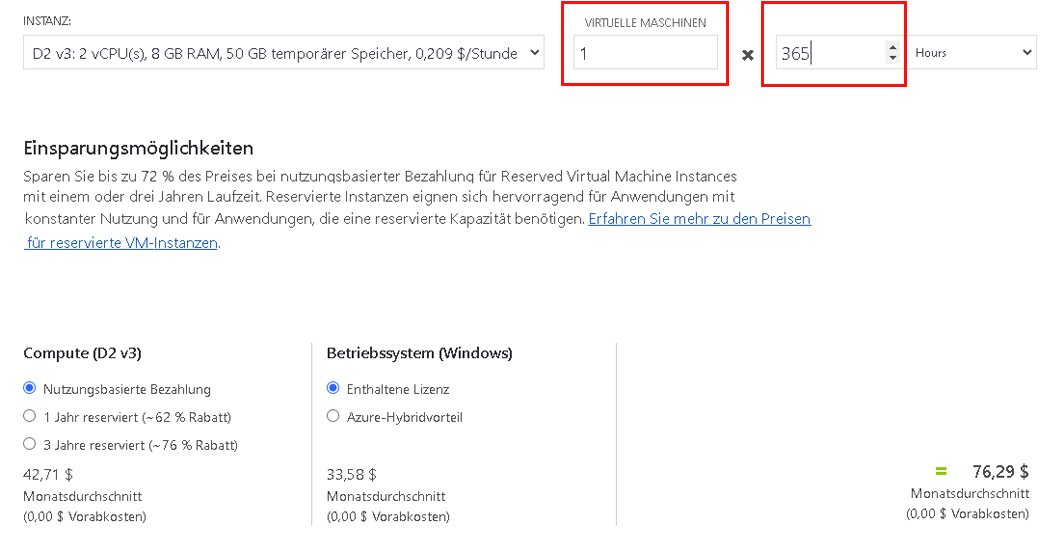 INSTANZ:
VIRTUELLE MASCHINEN
D2 v3: 2 vCPU(s), 8 GB RAM, 50 GB temporärer Speicher, 0,209 $/Stunde
1
365
Hours
Einsparungsmöglichkeiten
Sparen Sie bis zu 72 % des Preises bei nutzungsbasierter Bezahlung für Reserved Virtual Machine Instances
mit einem oder drei Jahren Laufzeit. Reservierte Instanzen eignen sich hervorragend für Anwendungen mit
konstanter Nutzung und für Anwendungen, die eine reservierte Kapazität benötigen. Erfahren Sie mehr zu den Preisen
für reservierte VM-Instanzen.
Compute (D2 v3)
Nutzungsbasierte Bezahlung
1 Jahr reserviert (~62 % Rabatt)
3 Jahre reserviert (~76 % Rabatt)
42,71 $
Monatsdurchschnitt
(0,00 $ Vorabkosten)
Betriebssystem (Windows)
Enthaltene Lizenz
Azure-Hybridvorteil
33,58 $
Monatsdurchschnitt
(0,00 $ Vorabkosten)
= 76,29 $
Monatsdurchschnitt
(0,00 $ Vorabkosten)